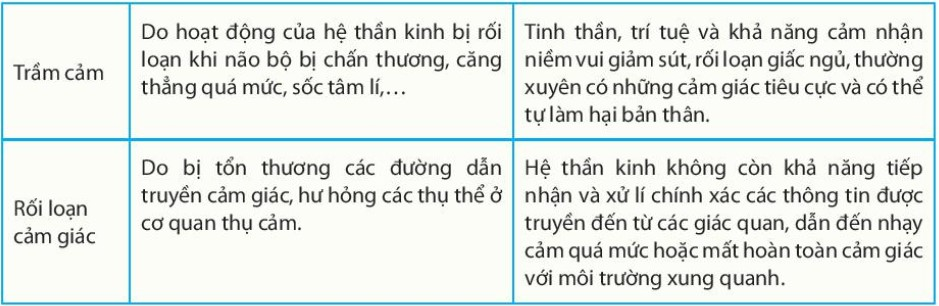 Trầm cảm
Do hoạt động của hệ thần kinh bị rối
loạn khi não bộ bị chấn thương, căng
thẳng quá mức, sốc tâm lí,…
Tinh thần, trí tuệ và khả năng cảm nhận
niềm vui giảm sút, rối loạn giấc ngủ, thường
xuyên có những cảm giác tiêu cực và có thể
tự làm hại bản thân.
Rối loạn
cảm giác
Do bị tổn thương các đường dẫn
truyền cảm giác, hư hỏng các thụ thể ở
cơ quan thụ cảm.
Hệ thần kinh không còn khả năng tiếp
nhận và xử lí chính xác các thông tin được
truyền đến từ các giác quan, dẫn đến nhạy
cảm quá mức hoặc mất hoàn toàn cảm giác
với môi trường xung quanh.